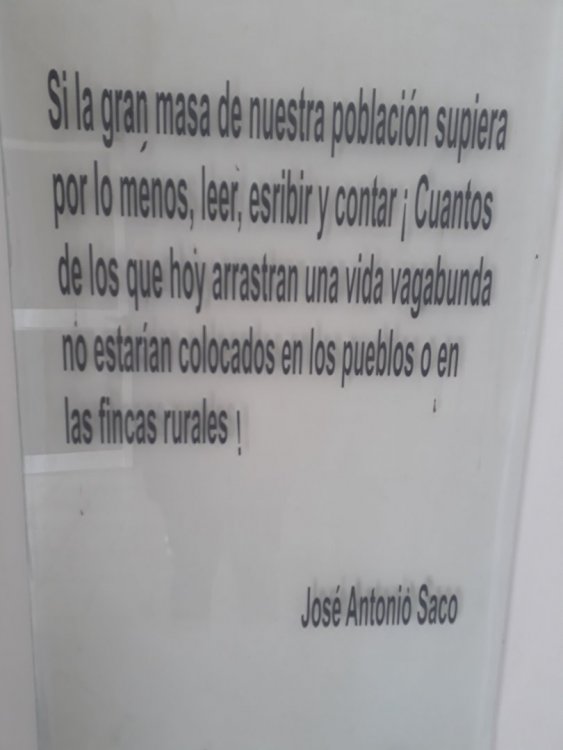 Si la gran masa de nuestra población supiera
por lo menos, leer, esribir y contar ¡ Cuantos
de los que hoy arrastran una vida vagabunda
no estarían colocados en los pueblos o en
las fincas rurales !
José Antonio Saco